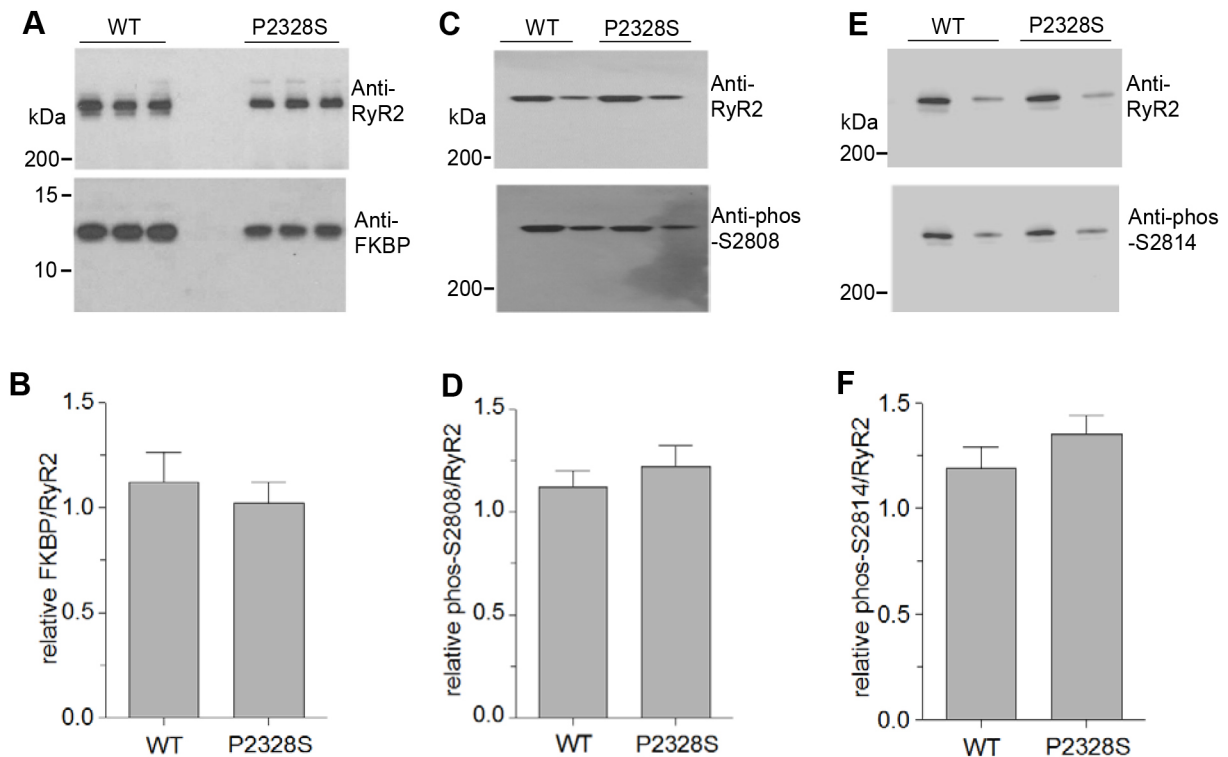 A
WT P2328S
Anti-
RyR2
kDa
200
15
Anti-
FKBP
10
B
1.5
1.0
0.5
0.0
relative FKBP/RyR2
WT P2328S
C
WT P2328S
Anti-
RyR2
kDa
200
Anti-phos
-S2808
200
D
1.5
1.0
0.5
0.0
relative phos-S2808/RyR2
WT P2328S
E
WT P2328S
Anti-
RyR2
kDa
200
Anti-phos
-S2814
200
F
1.5
1.0
0.5
0.0
relative phos-S2814/RyR2
WT P2328S